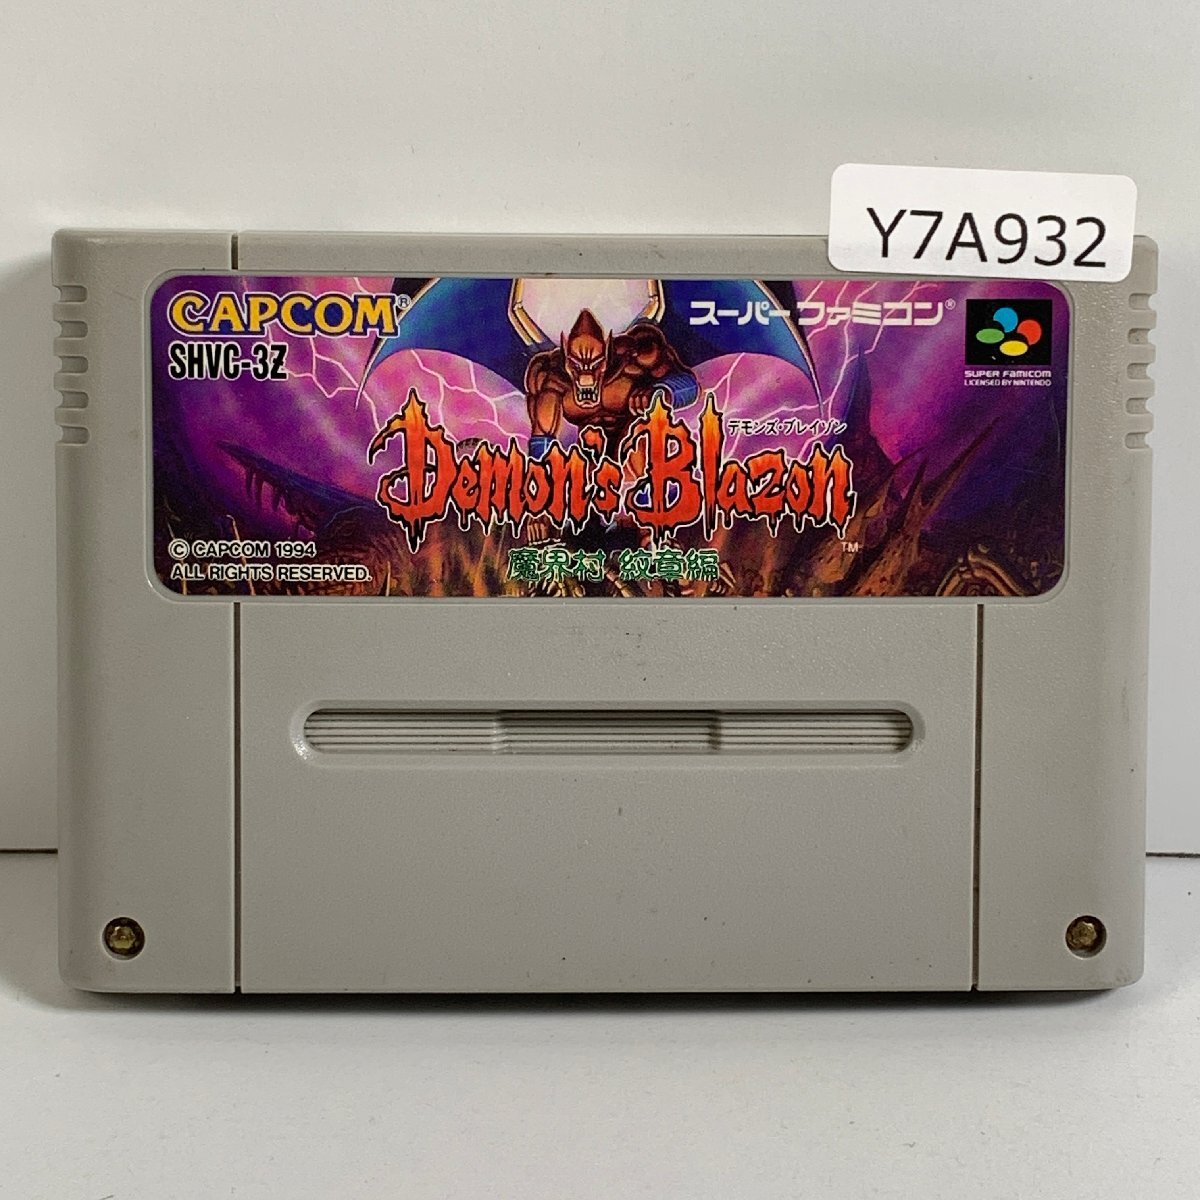 Y7A932
CAPCOM®
SHVC-3Z
スーパーファミコン®
SUPER FAMICOM
LICENSED BY NINTENDO
デモンズ・ブレイゾン
Demon's Blazon
TM
魔界村 紋章編
© CAPCOM 1994
ALL RIGHTS RESERVED.